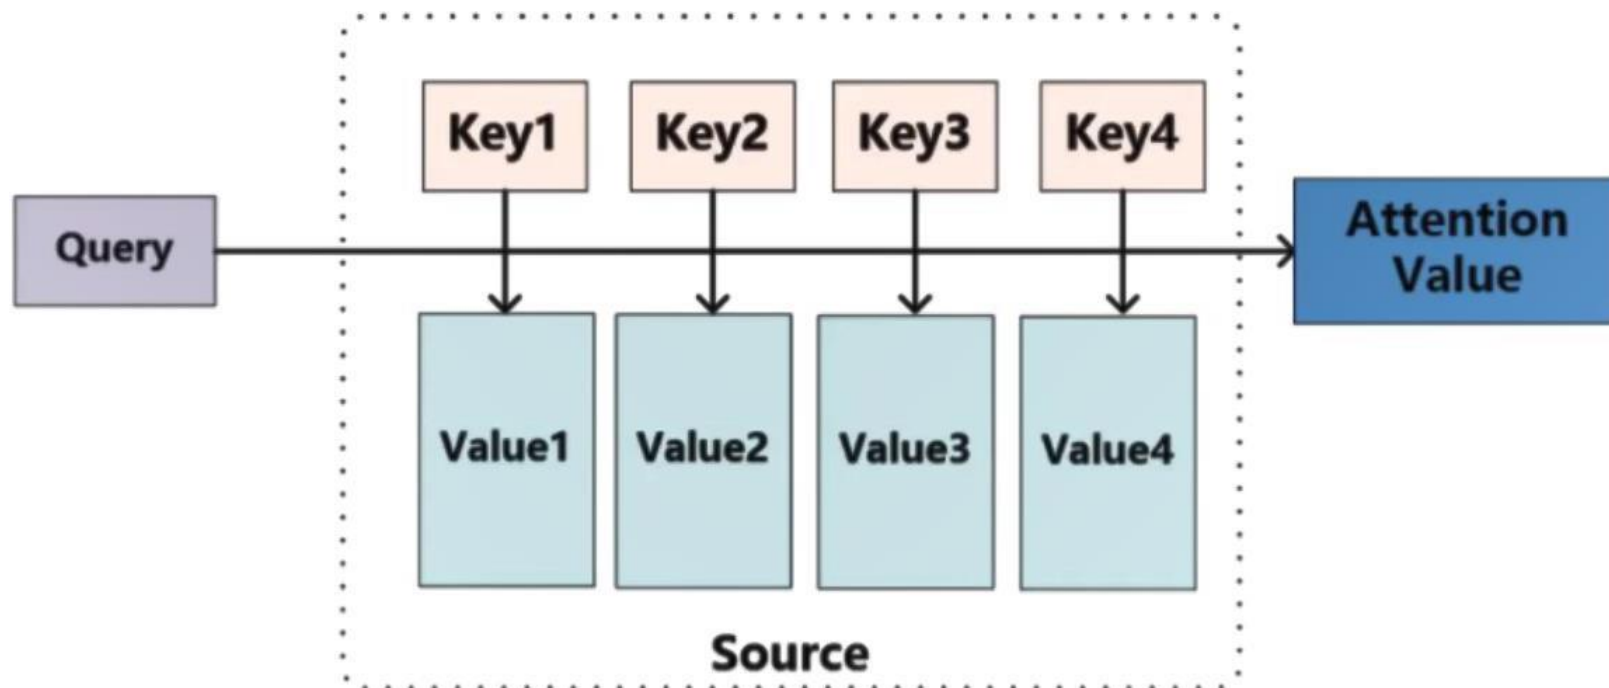 Key1
Key2
Key3
Key4
Query
Attention
Value
Value1
Value2
Value3
Value4
Source